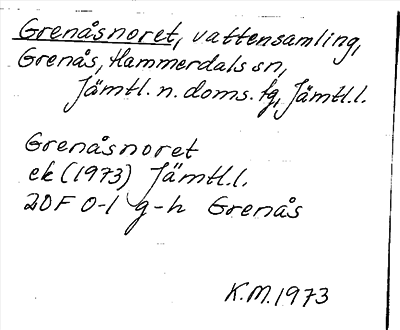 Grenåsnoret, vattensamling,
Grenås, Hammerdals sn,
Jämtl. n. doms. tg, Jämtl.l.
Grenåsnoret
ek (1973) Jämtl.l.
20F 0-1 g-h Grenås
K.M. 1973